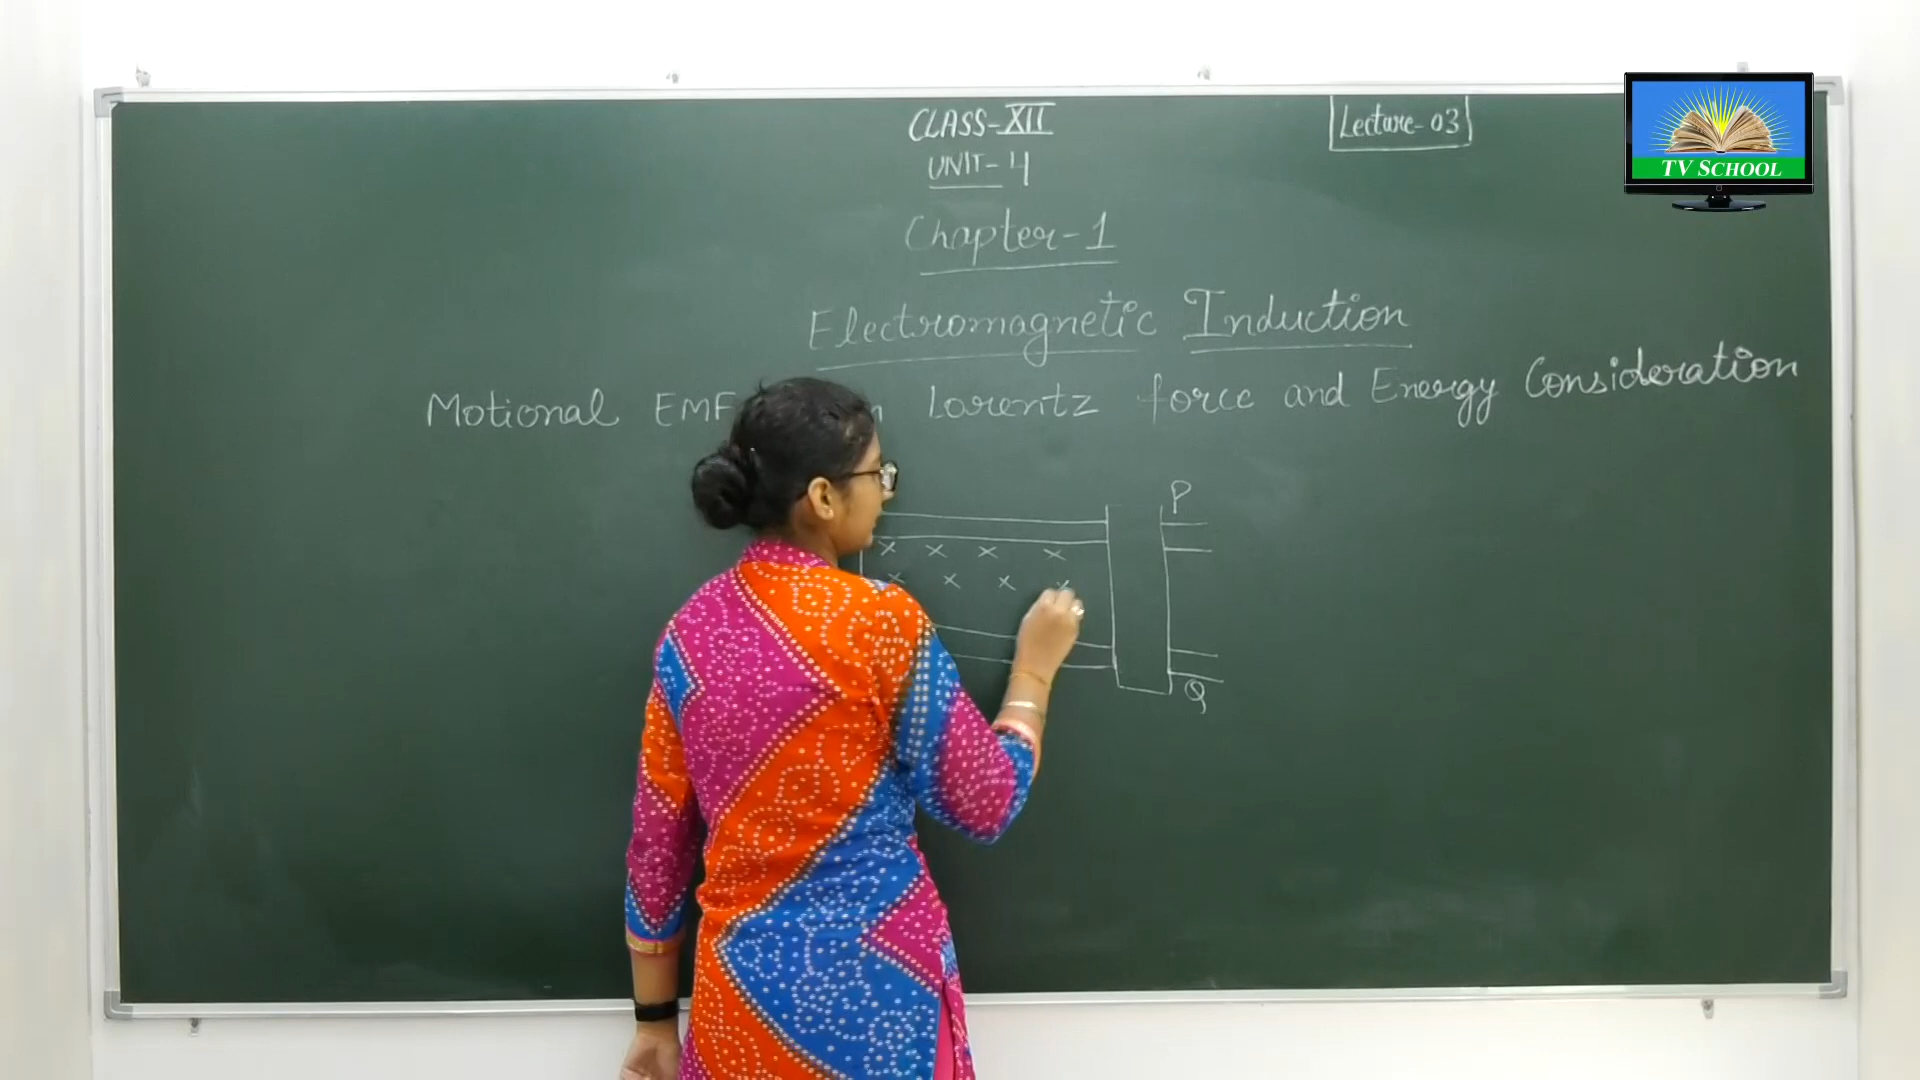 CLASS-XII
Lecture-03
TV SCHOOL
UNIT-4
Chapter-1
Electromagnetic Induction
Motional EMF Lorentz force and Energy Consideration
P
x x x x
x x x x
Q